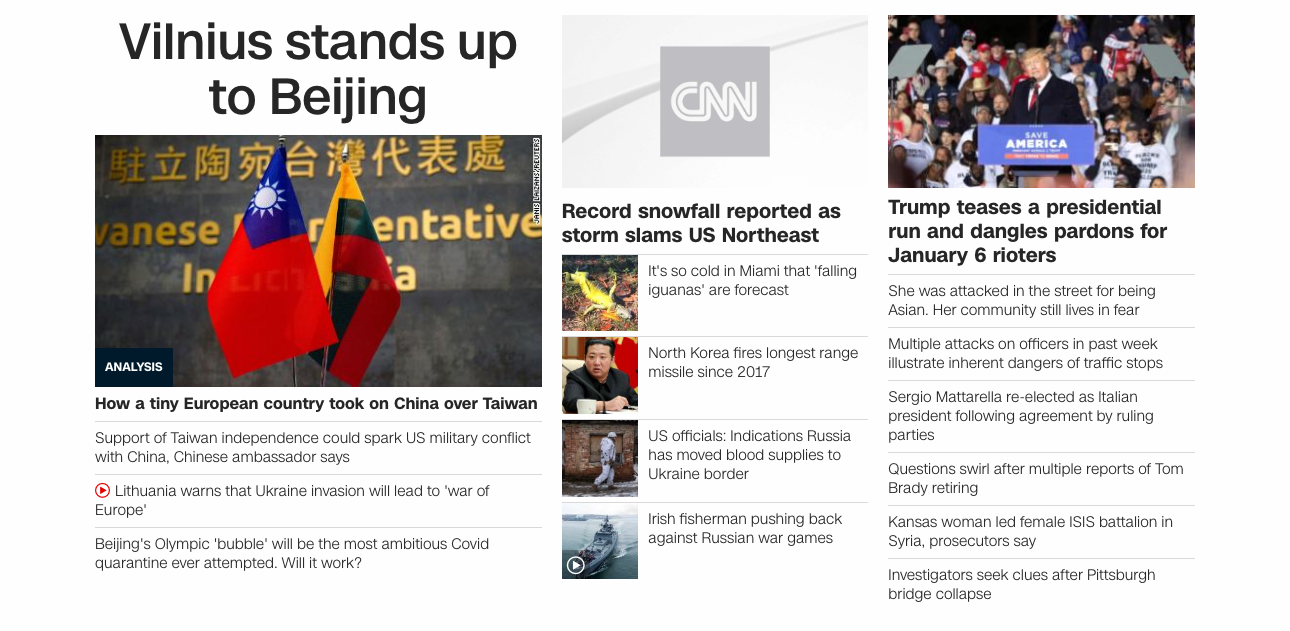 Vilnius stands up
to Beijing
駐立陶宛台灣代表處
wanese Representative
In Lith ia
JANIS LAIZANS/REUTERS
ANALYSIS
How a tiny European country took on China over Taiwan
Support of Taiwan independence could spark US military conflict
with China, Chinese ambassador says
Lithuania warns that Ukraine invasion will lead to 'war of
Europe'
Beijing's Olympic 'bubble' will be the most ambitious Covid
quarantine ever attempted. Will it work?
CNN
Record snowfall reported as
storm slams US Northeast
It's so cold in Miami that 'falling
iguanas' are forecast
North Korea fires longest range
missile since 2017
US officials: Indications Russia
has moved blood supplies to
Ukraine border
Irish fisherman pushing back
against Russian war games
SAVE
AMERICA
Trump teases a presidential
run and dangles pardons for
January 6 rioters
She was attacked in the street for being
Asian. Her community still lives in fear
Multiple attacks on officers in past week
illustrate inherent dangers of traffic stops
Sergio Mattarella re-elected as Italian
president following agreement by ruling
parties
Questions swirl after multiple reports of Tom
Brady retiring
Kansas woman led female ISIS battalion in
Syria, prosecutors say
Investigators seek clues after Pittsburgh
bridge collapse